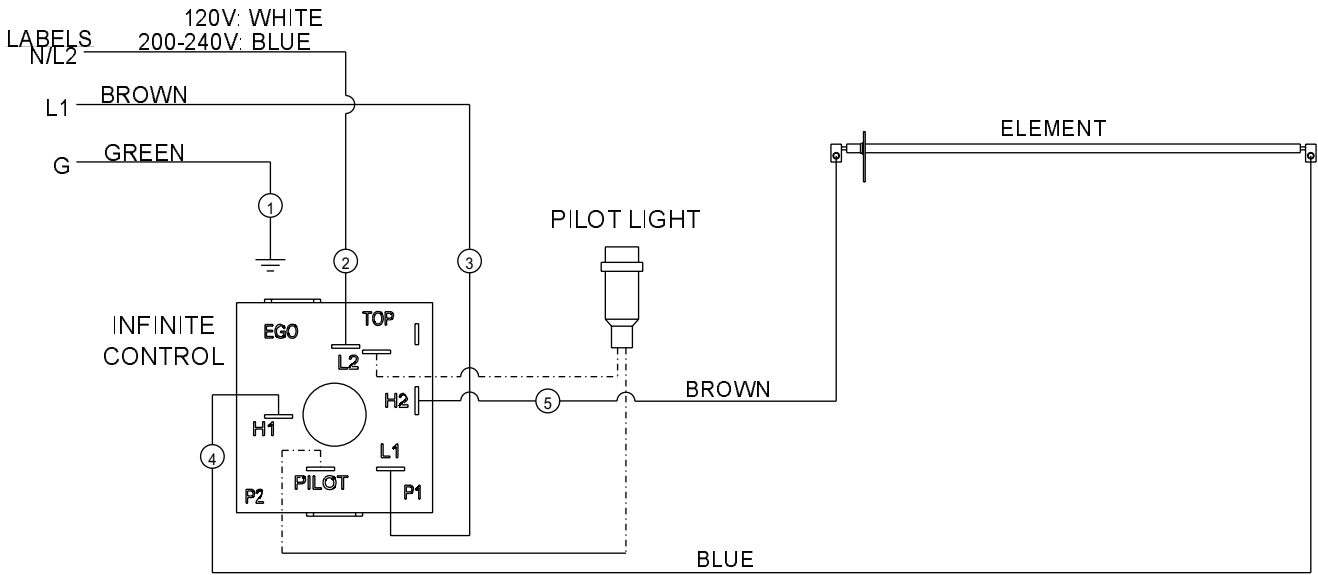 120V: WHITE
LABELS
200-240V: BLUE
N/L2
L1
BROWN
G
GREEN
ELEMENT
1
PILOT LIGHT
2
3
INFINITE
CONTROL
EGO
TOP
L2
5
BROWN
H2
H1
L1
4
PILOT
P2
P1
BLUE